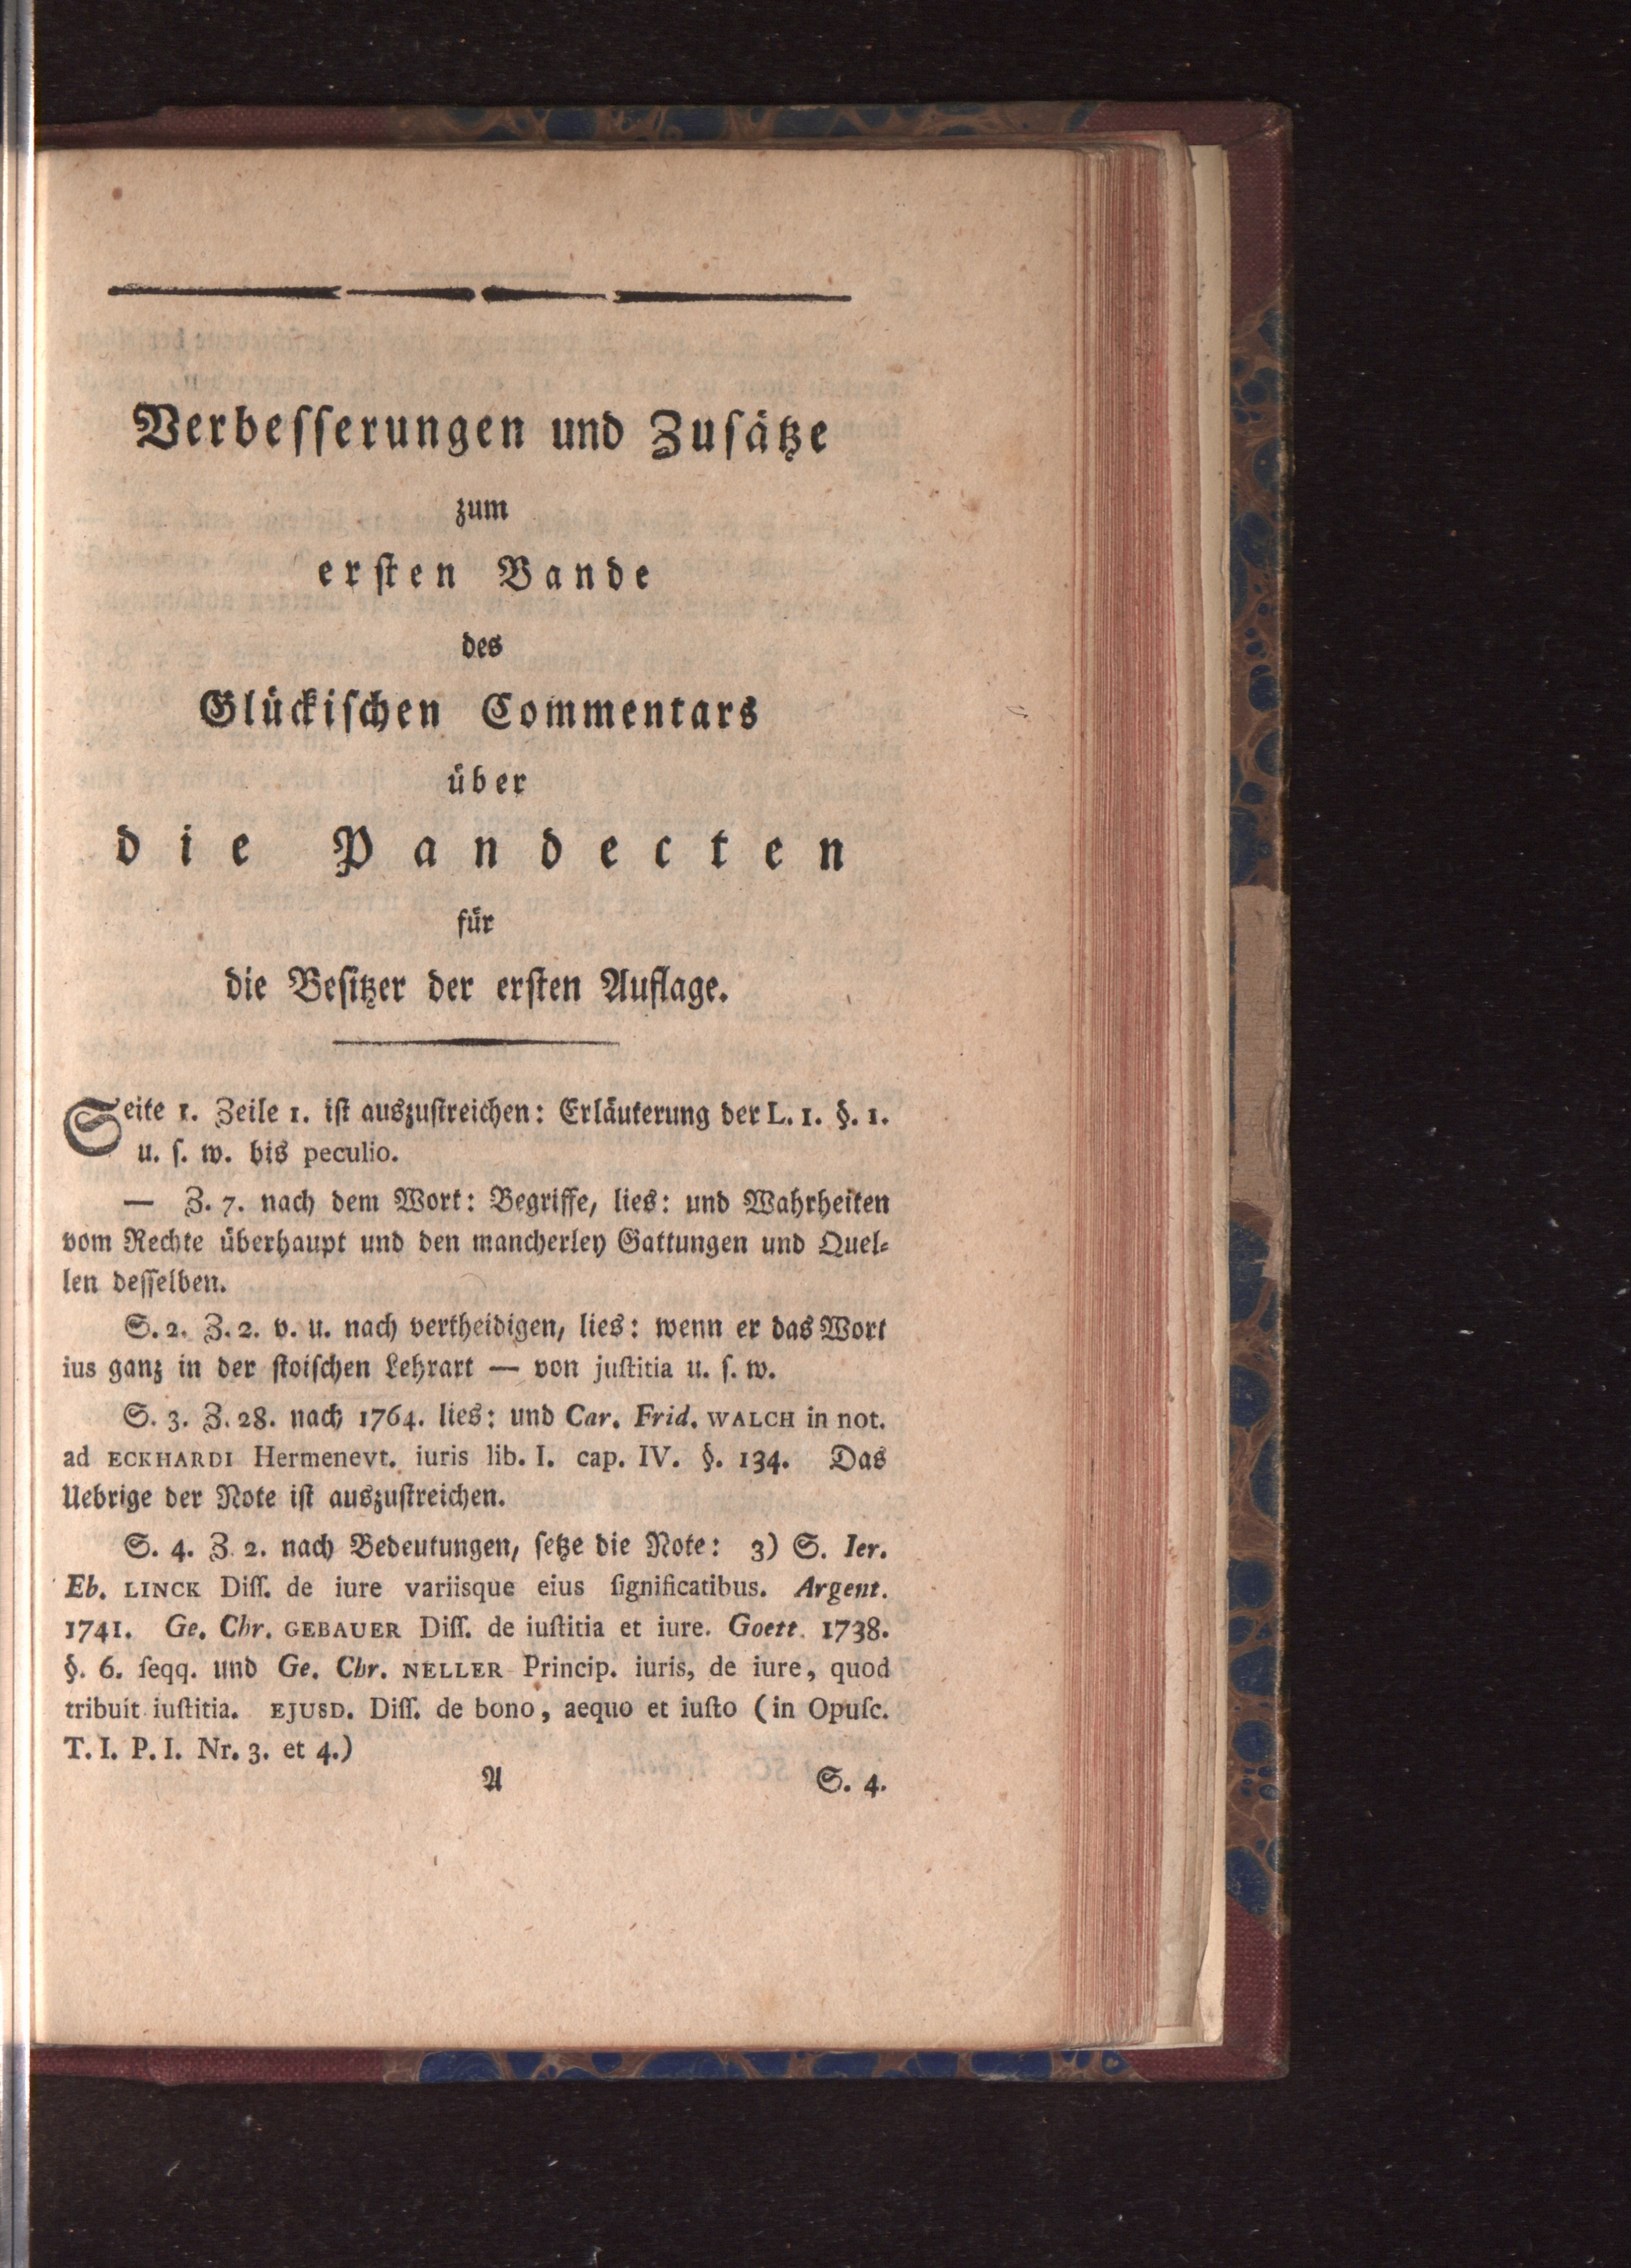 Verbeſſerungen und Zuſätze
zum
erſten Bande
des
Glückiſchen Commentars
über
die Pandecten
für
die Beſitzer der erſten Auflage.
Seite 1. Zeile 1. iſt auszuſtreichen: Erläuterung der L. 1. §. 1.
u. ſ. w. bis peculio.
— Z. 7. nach dem Wort: Begriffe, lies: und Wahrheiten
vom Rechte überhaupt und den mancherley Gattungen und Quel-
len deſſelben.
S. 2. Z. 2. v. u. nach vertheidigen, lies: wenn er das Wort
ius ganz in der ſtoiſchen Lehrart — von juſtitia u. ſ. w.
S. 3. Z. 28. nach 1764. lies: und Car. Frid. WALCH in not.
ad ECKHARDI Hermenevt. iuris lib. I. cap. IV. §. 134. Das
Uebrige der Note iſt auszuſtreichen.
S. 4. Z. 2. nach Bedeutungen, ſetze die Note: 3) S. Ier.
Eb. LINCK Diſſ. de iure variisque eius ſignificatibus. Argent.
1741. Ge. Chr. GEBAUER Diſſ. de iuſtitia et iure. Goett. 1738.
§. 6. ſeqq. und Ge. Chr. NELLER Princip. iuris, de iure, quod
tribuit iuſtitia. EJUSD. Diſſ. de bono, aequo et iuſto (in Opuſc.
T. I. P. I. Nr. 3. et 4.)
A S. 4.